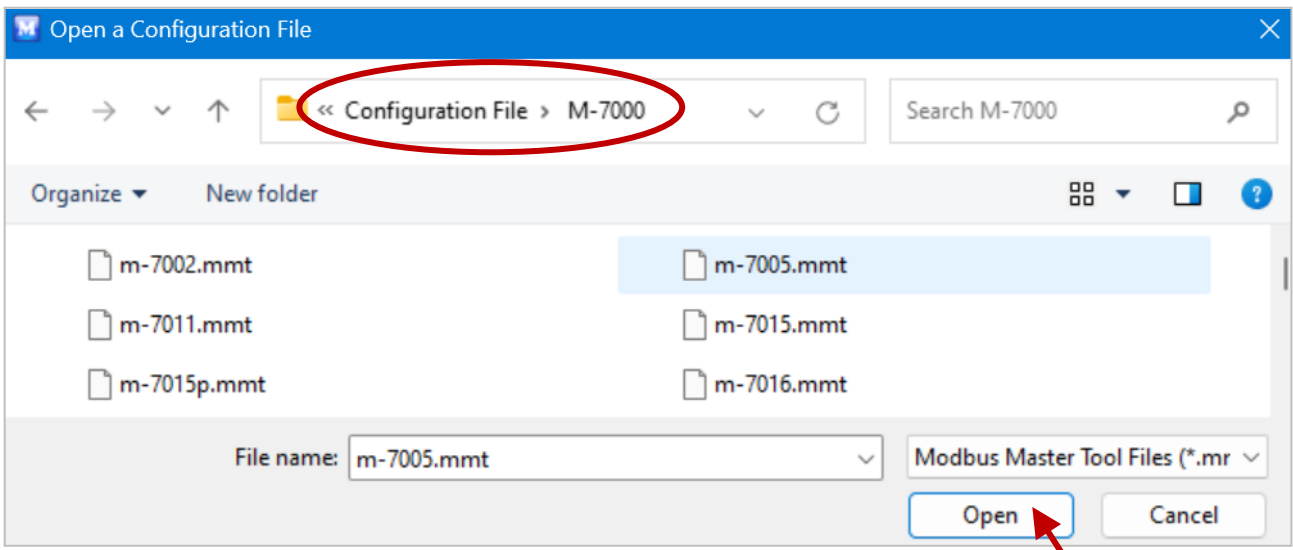 M Open a Configuration File
« Configuration File > M-7000
Search M-7000
Organize
New folder
?
m-7002.mmt
m-7005.mmt
m-7011.mmt
m-7015.mmt
m-7015p.mmt
m-7016.mmt
File name: m-7005.mmt
Modbus Master Tool Files (*.mr
Open
Cancel